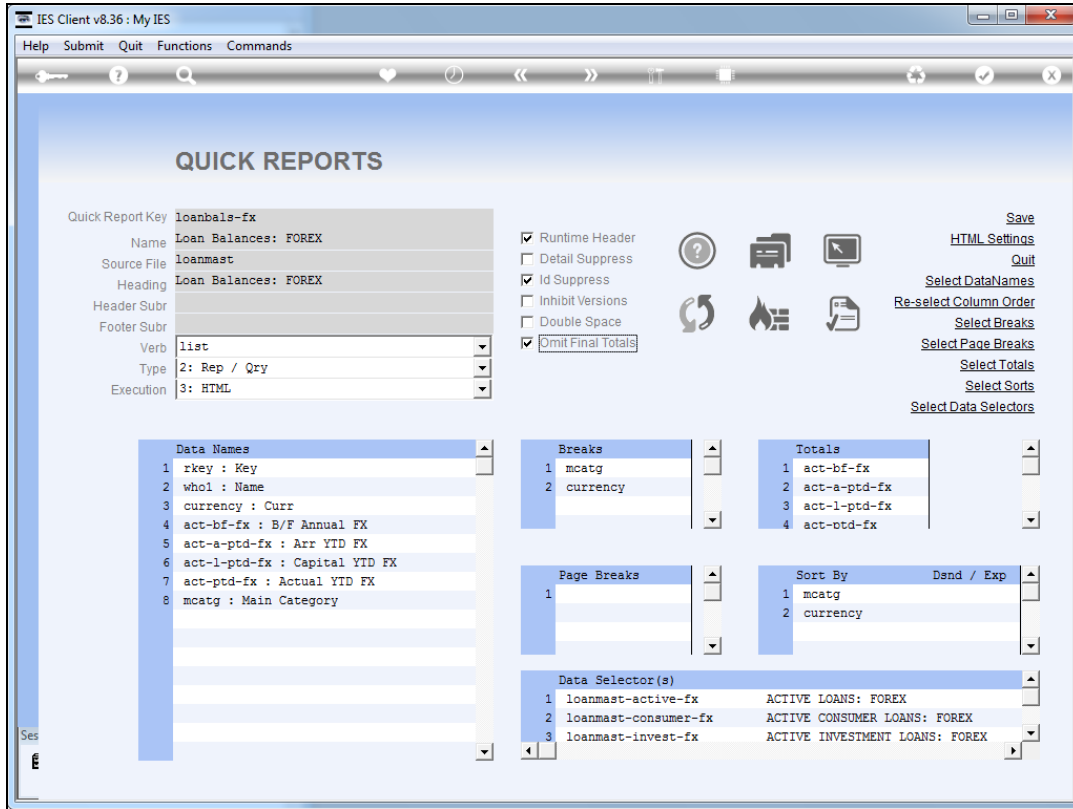 IES Client v8.36 : My IES
Help Submit Quit Functions Commands
QUICK REPORTS
Quick Report Key loanbals-fx
Name Loan Balances: FOREX
Source File loanmast
Heading Loan Balances: FOREX
Header Subr
Footer Subr
Verb list
Type 2: Rep / Qry
Execution 3: HTML
Runtime Header
Detail Suppress
Id Suppress
Inhibit Versions
Double Space
Omit Final Totals
Save
HTML Settings
Quit
Select DataNames
Re-select Column Order
Select Breaks
Select Page Breaks
Select Totals
Select Sorts
Select Data Selectors
Data Names
1 rkey : Key
2 who1 : Name
3 currency : Curr
4 act-bf-fx : B/F Annual FX
5 act-a-ptd-fx : Arr YTD FX
6 act-l-ptd-fx : Capital YTD FX
7 act-ptd-fx : Actual YTD FX
8 mcatg : Main Category
Breaks
1 mcatg
2 currency
Totals
1 act-bf-fx
2 act-a-ptd-fx
3 act-l-ptd-fx
4 act-ptd-fx
Page Breaks
1
Sort By Dsnd / Exp
1 mcatg
2 currency
Data Selector(s)
1 loanmast-active-fx ACTIVE LOANS: FOREX
2 loanmast-consumer-fx ACTIVE CONSUMER LOANS: FOREX
3 loanmast-invest-fx ACTIVE INVESTMENT LOANS: FOREX
Ses